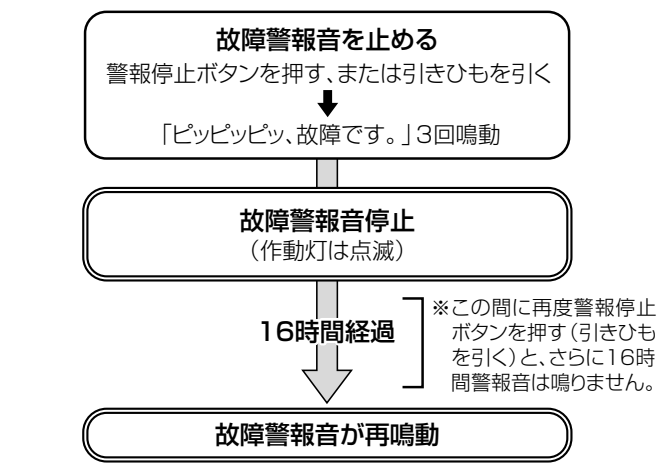 故障警報音を止める
警報停止ボタンを押す、または引きひもを引く
「ピッピッピッ、故障です。」3回鳴動
故障警報音停止
（作動灯は点滅）
16時間経過
※この間に再度警報停止
ボタンを押す（引きひも
を引く）と、さらに16時
間警報音は鳴りません。
故障警報音が再鳴動